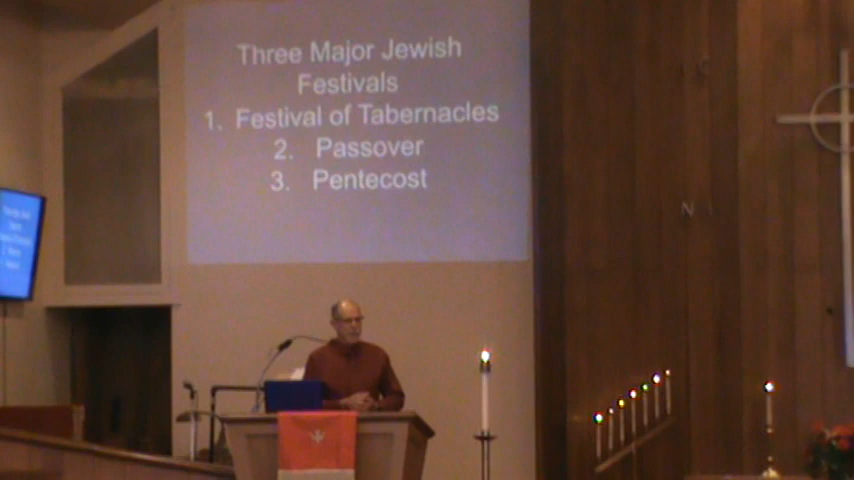 Three Major Jewish
Festivals
1. Festival of Tabernacles
2. Passover
3. Pentecost
N